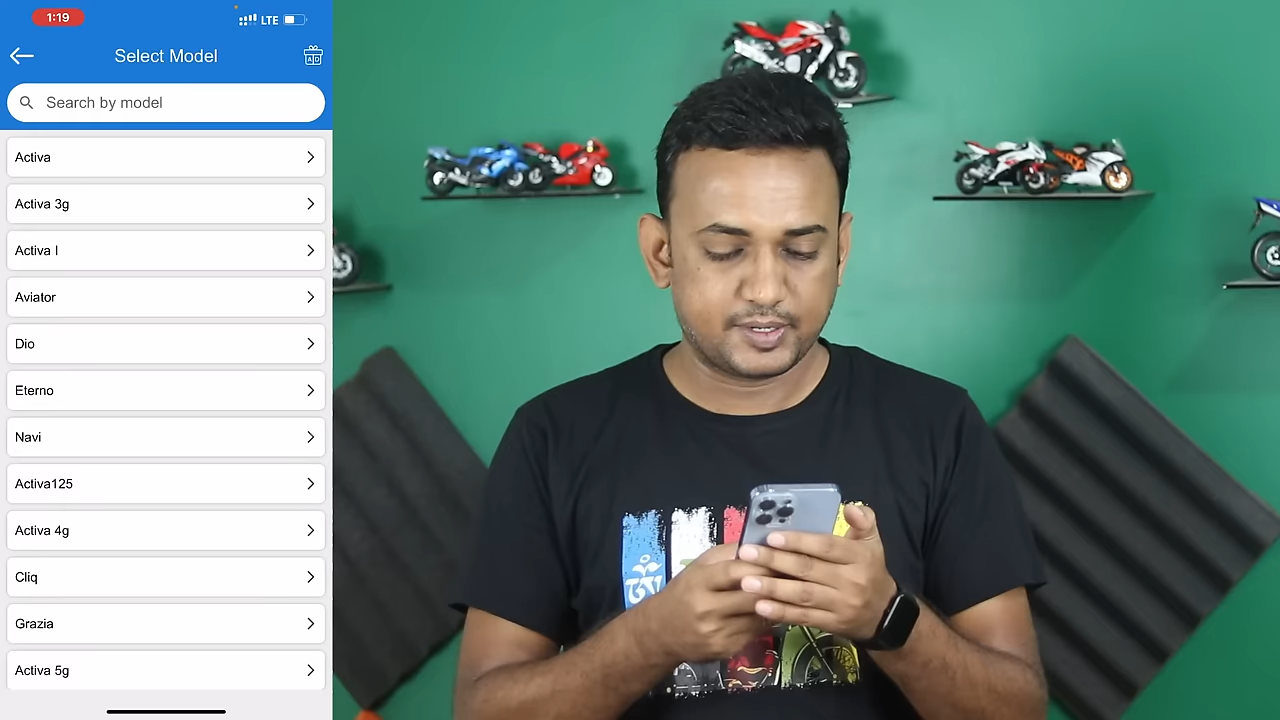 1:19
LTE
Select Model
AD
Search by model
Activa
Activa 3g
Activa I
Aviator
Dio
Eterno
Navi
Activa125
Activa 4g
Cliq
Grazia
Activa 5g